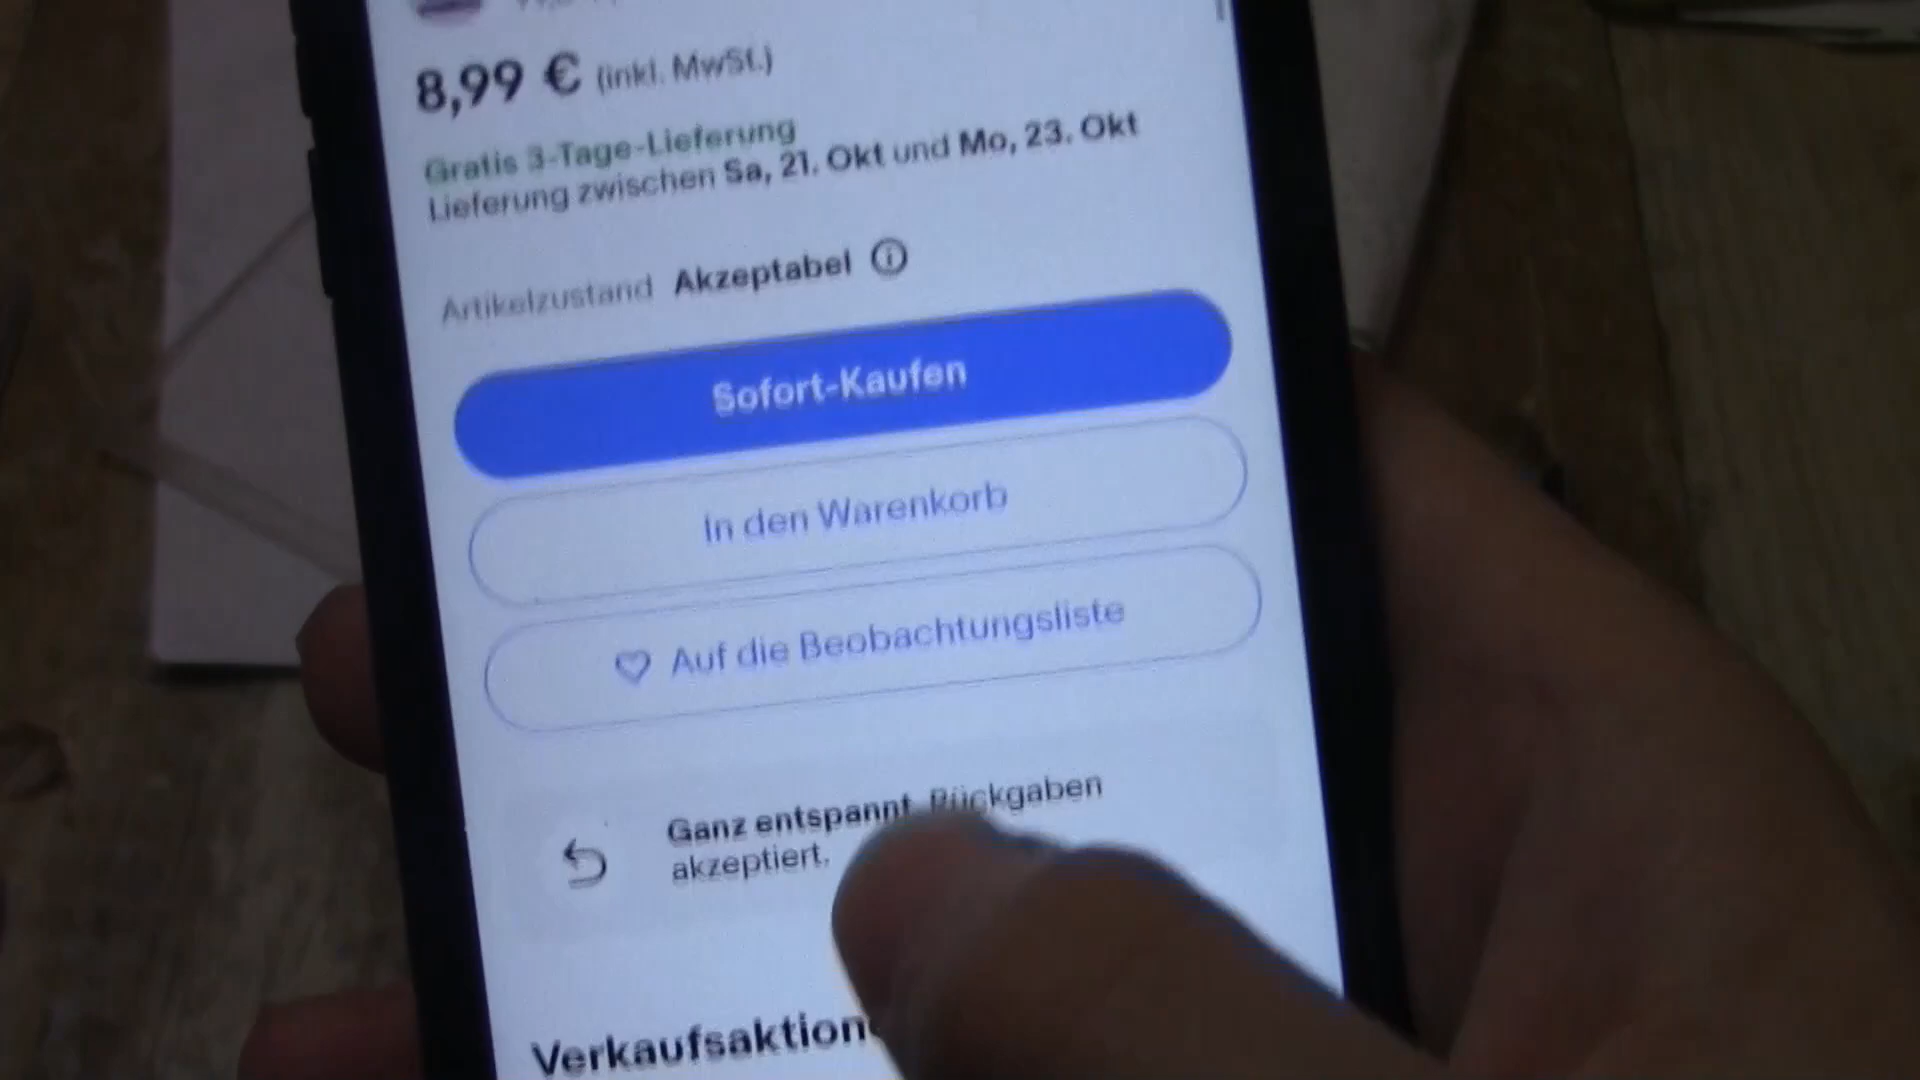 8,99 € (inkl. MwSt.)
Gratis 3-Tage-Lieferung
Lieferung zwischen Sa, 21. Okt und Mo, 23. Okt
Artikelzustand Akzeptabel
Sofort-Kaufen
In den Warenkorb
Auf die Beobachtungsliste
Ganz entspannt. Rückgaben
akzeptiert.
Verkaufsaktion